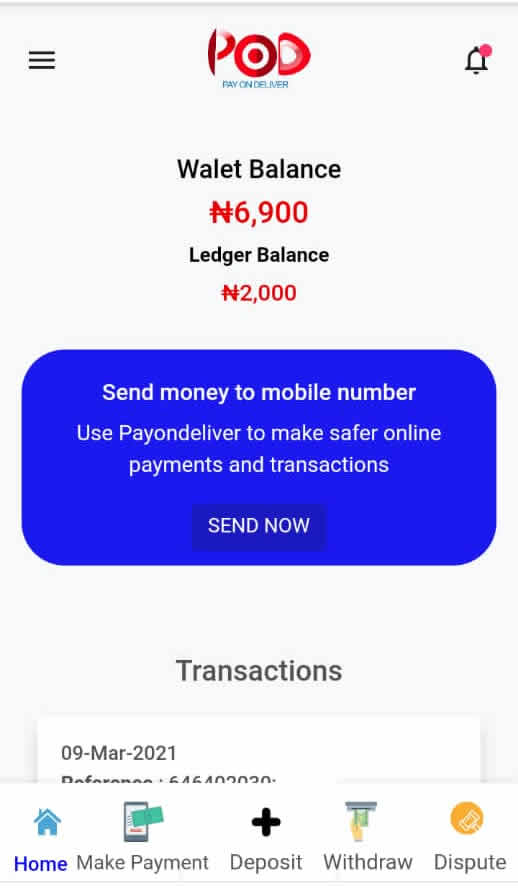 POD
PAY ON DELIVER
Walet Balance
₦6,900
Ledger Balance
₦2,000
Send money to mobile number
Use Payondeliver to make safer online
payments and transactions
SEND NOW
Transactions
09-Mar-2021
Reference : 646402030:
Home Make Payment Deposit Withdraw Dispute